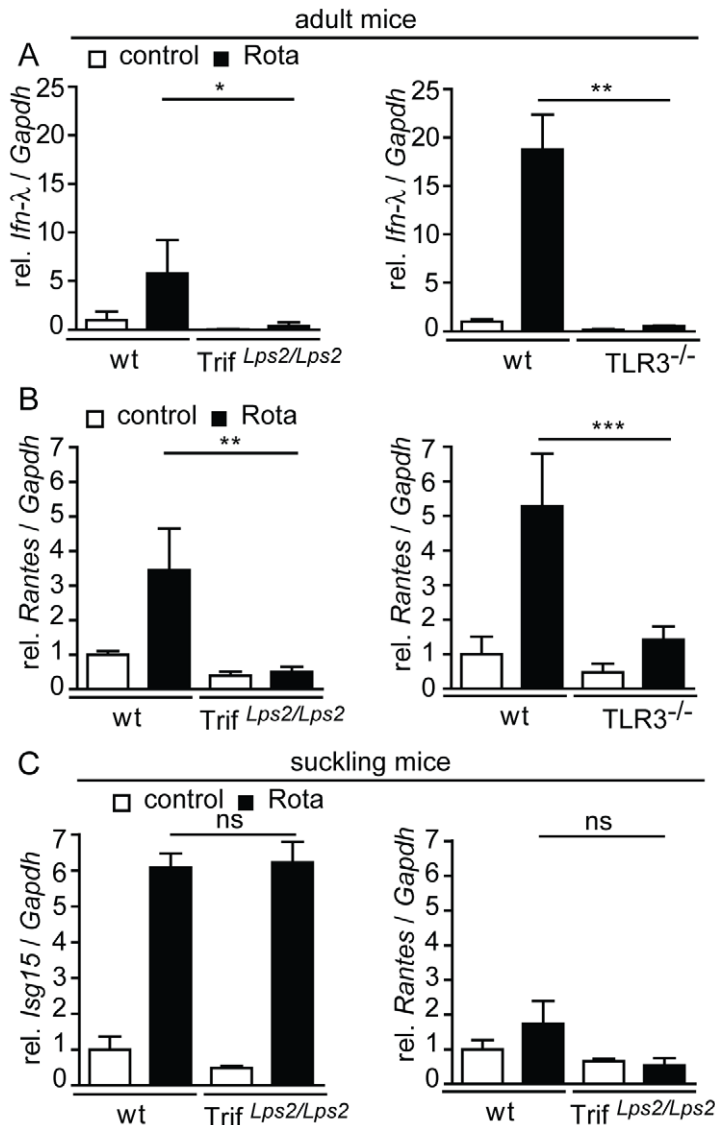 adult mice
A
control Rota
rel. Ifn-λ / Gapdh
25
20
15
10
5
0
*
wt
Trif Lps2/Lps2
rel. Ifn-λ / Gapdh
25
20
15
10
5
0
**
wt
TLR3-/-
B
control Rota
rel. Rantes / Gapdh
7
6
5
4
3
2
1
0
**
wt
Trif Lps2/Lps2
rel. Rantes / Gapdh
7
6
5
4
3
2
1
0
***
wt
TLR3-/-
C
suckling mice
control Rota
rel. Isg15 / Gapdh
7
6
5
4
3
2
1
0
ns
wt
Trif Lps2/Lps2
rel. Rantes / Gapdh
7
6
5
4
3
2
1
0
ns
wt
Trif Lps2/Lps2